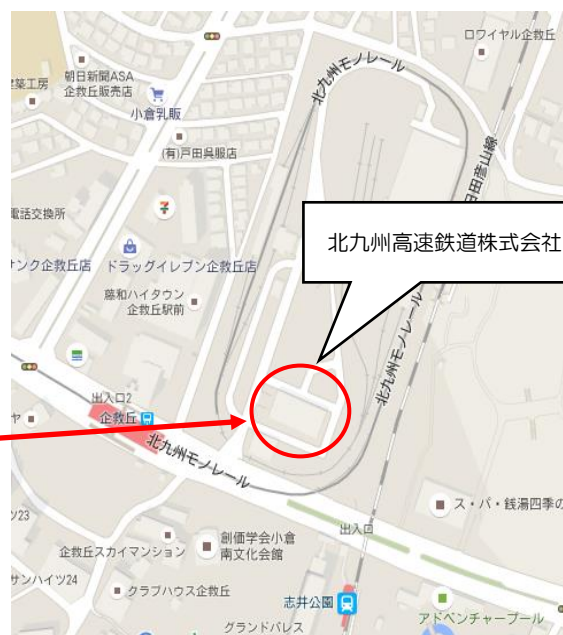 ロワイヤル企救丘
北九州モノレール
朝日新聞ASA
企救丘販売店
築工房
小倉乳販
(有)戸田呉服店
日田彦山線
電話交換所
北九州高速鉄道株式会社
サンク企救丘店
ドラッグイレブン企救丘店
藤和ハイタウン
企救丘駅前
北九州モノレール
出入口2
企救丘
ヤ
北九州モノレール
ス・パ・銭湯四季の
/23
出入口
創価学会小倉
南文化会館
企救丘スカイマンション
サンハイツ24
クラブハウス企救丘
志井公園
アドベンチャープール
グランドパレス